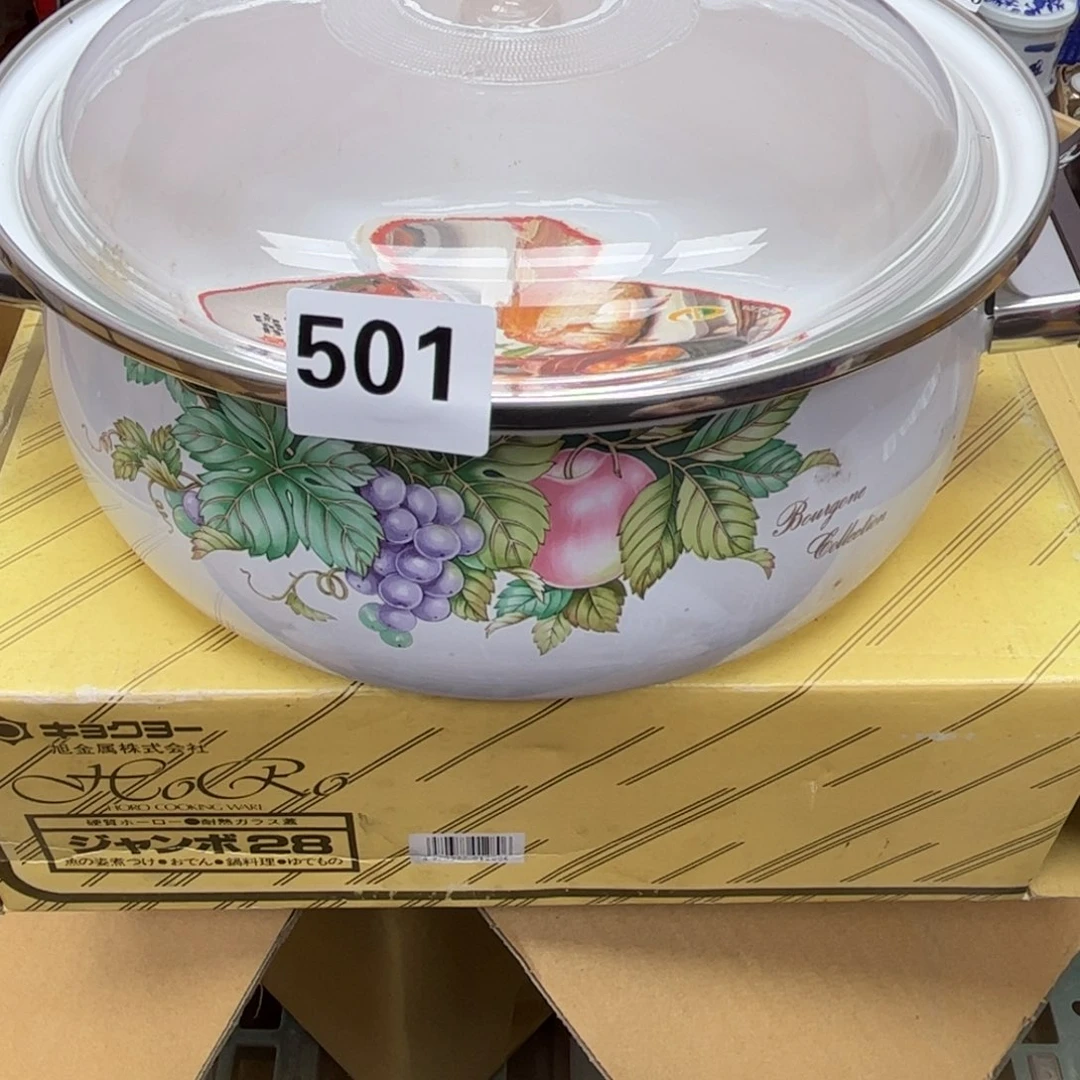 501
Bourgone
Collection
キョクヨー
旭金属株式会社
HoRo
HORO COOKING WARE
硬質ホーロー●耐熱ガラス蓋
ジャンボ28
魚の姿煮つけ●おでん●鍋料理●ゆでもの